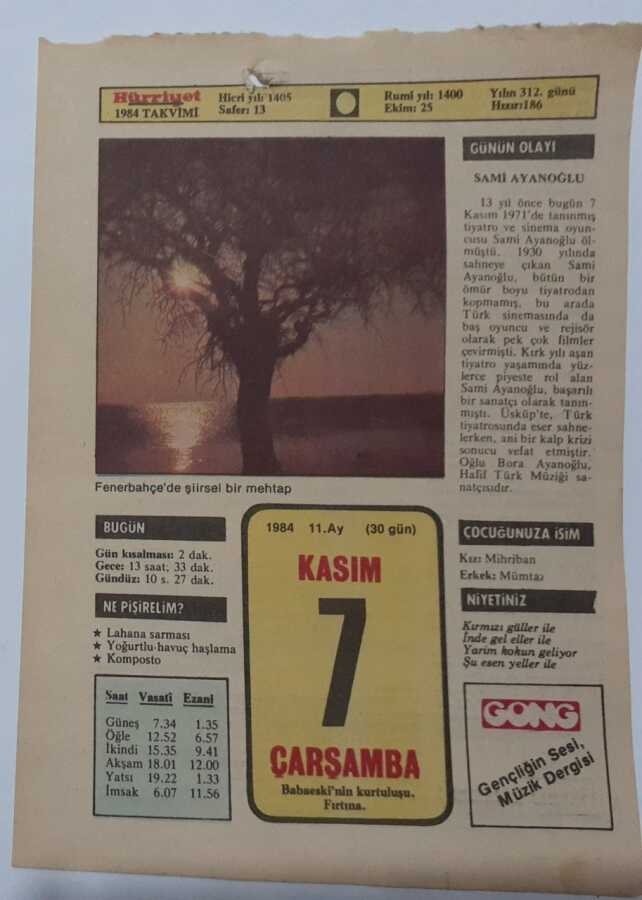 Hürriyet
1984 TAKVİMİ
Hicri yılı 1405
Safer: 13
Rumi yıl: 1400
Ekim: 25
Yılın 312. günü
Hızır:186
GÜNÜN OLAYI
SAMİ AYANOĞLU
13 yıl önce bugün 7
Kasım 1971'de tanınmış
tiyatro ve sinema oyun-
cusu Sami Ayanoğlu öl-
müştü. 1930 yılında
sahneye çıkan Sami
Ayanoğlu, bütün bir
ömür boyu tiyatrodan
kopmamış, bu arada
Türk sinemasında da
baş oyuncu ve rejisör
olarak pek çok filmler
çevirmişti. Kırk yılı aşan
tiyatro yaşamında yüz-
lerce piyeste rol alan
Sami Ayanoğlu, başarılı
bir sanatçı olarak tanın-
mıştı. Üsküp'te, Türk
tiyatrosunda eser sahne-
lerken, ani bir kalp krizi
sonucu vefat etmiştir.
Oğlu Bora Ayanoğlu,
Hafif Türk Müziği sa-
natçısıdır.
Fenerbahçe'de şiirsel bir mehtap
BUGÜN
Gün kısalması: 2 dak.
Gece: 13 saat; 33 dak.
Gündüz: 10 s. 27 dak.
NE PİŞİRELİM?
★ Lahana sarması
★ Yoğurtlu havuç haşlama
★ Komposto
Saat Vasatî Ezanî
Güneş 7.34 1.35
Öğle 12.52 6.57
İkindi 15.35 9.41
Akşam 18.01 12.00
Yatsı 19.22 1.33
İmsak 6.07 11.56
1984 11.Ay (30 gün)
KASIM
7
ÇARŞAMBA
Babaeski'nin kurtuluşu.
Fırtına.
ÇOCUĞUNUZA İSİM
Kız: Mihriban
Erkek: Mümtaz
NİYETİNİZ
Kırmızı güller ile
İnde gel eller ile
Yarim kokun geliyor
Şu esen yeller ile
GONG
Gençliğin Sesi,
Müzik Dergisi